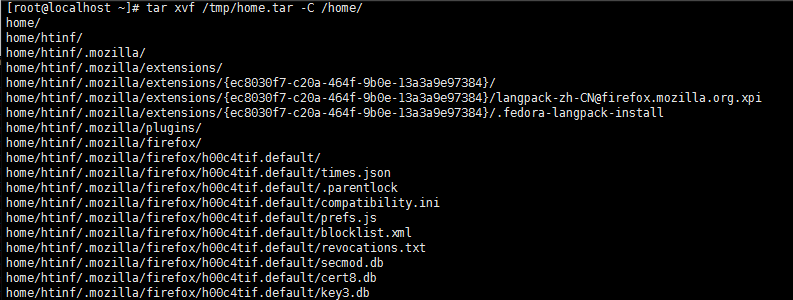 [root@localhost ~]# tar xvf /tmp/home.tar -C /home/
home/
home/htinf/
home/htinf/.mozilla/
home/htinf/.mozilla/extensions/
home/htinf/.mozilla/extensions/{ec8030f7-c20a-464f-9b0e-13a3a9e97384}/
home/htinf/.mozilla/extensions/{ec8030f7-c20a-464f-9b0e-13a3a9e97384}/langpack-zh-CN@firefox.mozilla.org.xpi
home/htinf/.mozilla/extensions/{ec8030f7-c20a-464f-9b0e-13a3a9e97384}/.fedora-langpack-install
home/htinf/.mozilla/plugins/
home/htinf/.mozilla/firefox/
home/htinf/.mozilla/firefox/h00c4tif.default/
home/htinf/.mozilla/firefox/h00c4tif.default/times.json
home/htinf/.mozilla/firefox/h00c4tif.default/.parentlock
home/htinf/.mozilla/firefox/h00c4tif.default/compatibility.ini
home/htinf/.mozilla/firefox/h00c4tif.default/prefs.js
home/htinf/.mozilla/firefox/h00c4tif.default/blocklist.xml
home/htinf/.mozilla/firefox/h00c4tif.default/revocations.txt
home/htinf/.mozilla/firefox/h00c4tif.default/secmod.db
home/htinf/.mozilla/firefox/h00c4tif.default/cert8.db
home/htinf/.mozilla/firefox/h00c4tif.default/key3.db